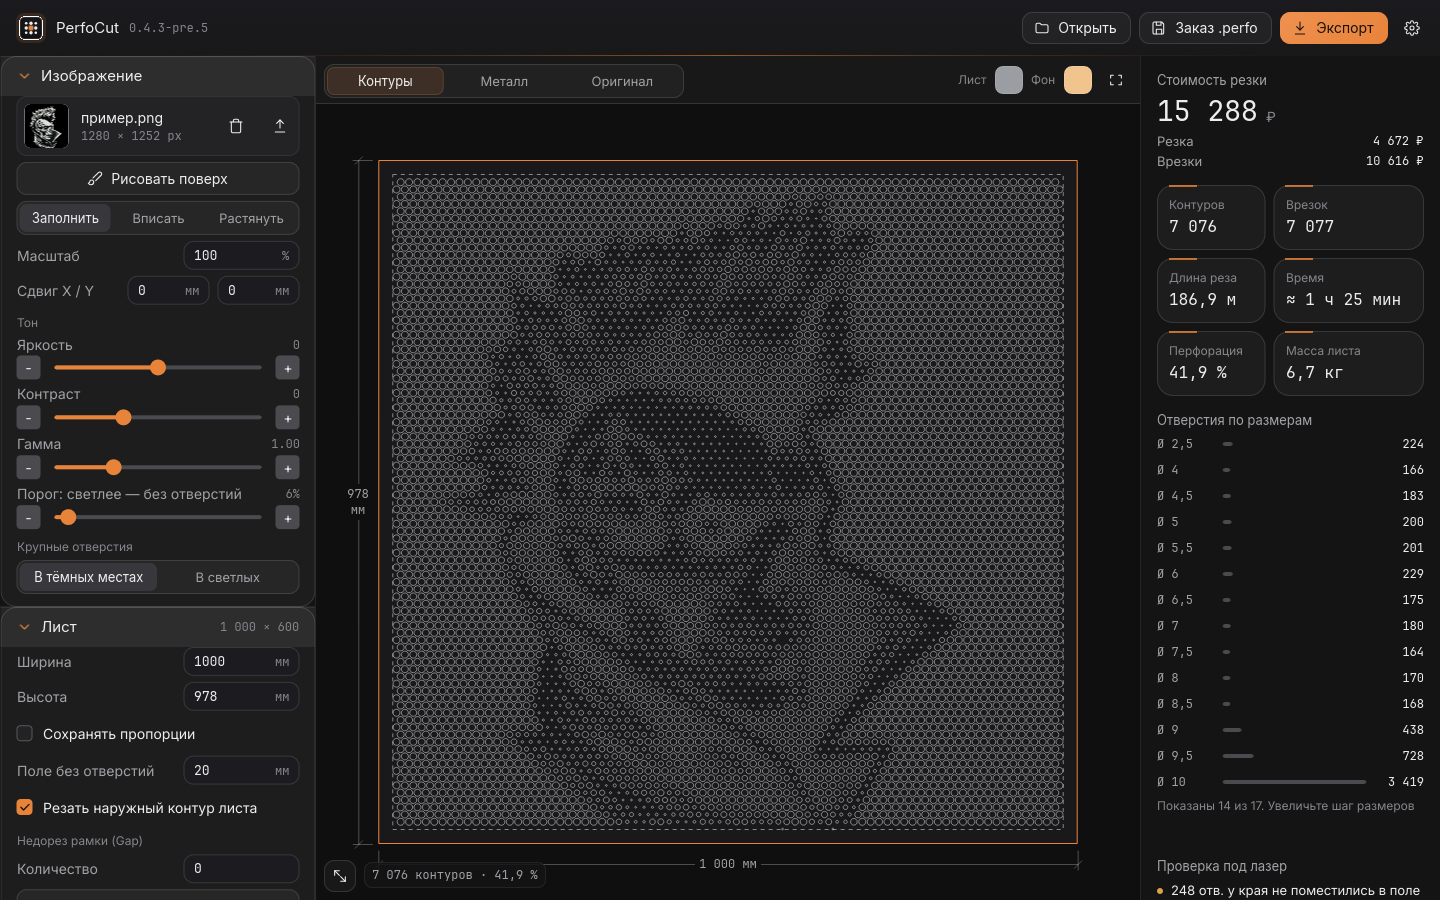 PerfoCut 0.4.3-pre.5
Открыть
Заказ .perfo
Экспорт
Изображение
пример.png
1280 × 1252 px
Рисовать поверх
Заполнить Вписать Растянуть
Масштаб 100 %
Сдвиг X / Y 0 мм 0 мм
Тон
Яркость 0
- +
Контраст 0
- +
Гамма 1.00
- +
Порог: светлее — без отверстий 6%
- +
Крупные отверстия
В тёмных местах В светлых
Лист 1 000 × 600
Ширина 1000 мм
Высота 978 мм
Сохранять пропорции
Поле без отверстий 20 мм
Резать наружный контур листа
Недорез рамки (Gap)
Количество 0
Контуры Металл Оригинал
Лист Фон
978
мм
1 000 мм
7 076 контуров · 41,9 %
Стоимость резки
15 288 ₽
Резка 4 672 ₽
Врезки 10 616 ₽
Контуров
7 076
Врезок
7 077
Длина реза
186,9 м
Время
≈ 1 ч 25 мин
Перфорация
41,9 %
Масса листа
6,7 кг
Отверстия по размерам
Ø 2,5 224
Ø 4 166
Ø 4,5 183
Ø 5 200
Ø 5,5 201
Ø 6 229
Ø 6,5 175
Ø 7 180
Ø 7,5 164
Ø 8 170
Ø 8,5 168
Ø 9 438
Ø 9,5 728
Ø 10 3 419
Показаны 14 из 17. Увеличьте шаг размеров
Проверка под лазер
248 отв. у края не поместились в поле